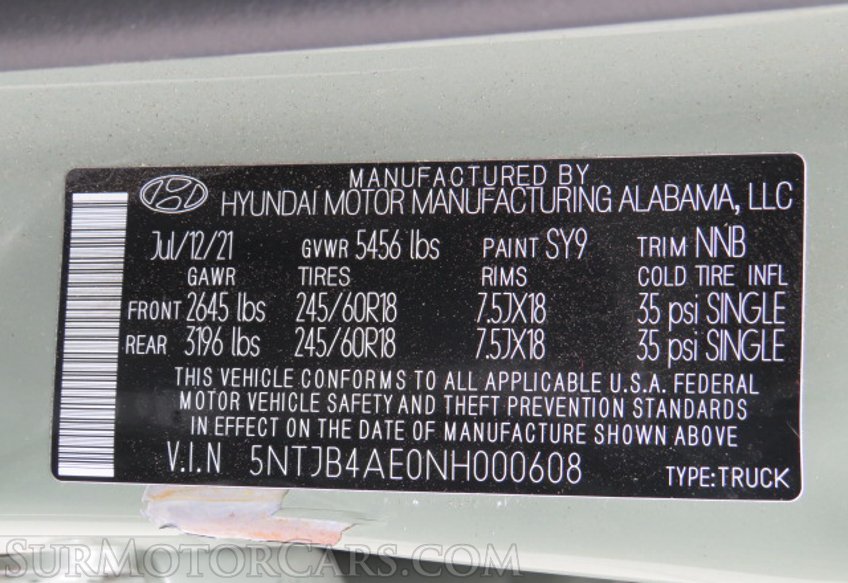 MANUFACTURED BY
HYUNDAI MOTOR MANUFACTURING ALABAMA, LLC
Jul/12/21 GVWR 5456 lbs PAINT SY9 TRIM NNB
GAWR TIRES RIMS COLD TIRE INFL
FRONT 2645 lbs 245/60R18 7.5JX18 35 psi SINGLE
REAR 3196 lbs 245/60R18 7.5JX18 35 psi SINGLE
THIS VEHICLE CONFORMS TO ALL APPLICABLE U.S.A. FEDERAL
MOTOR VEHICLE SAFETY AND THEFT PREVENTION STANDARDS
IN EFFECT ON THE DATE OF MANUFACTURE SHOWN ABOVE
V.I.N 5NTJB4AE0NH000608 TYPE:TRUCK
SURMOTORCARS.COM